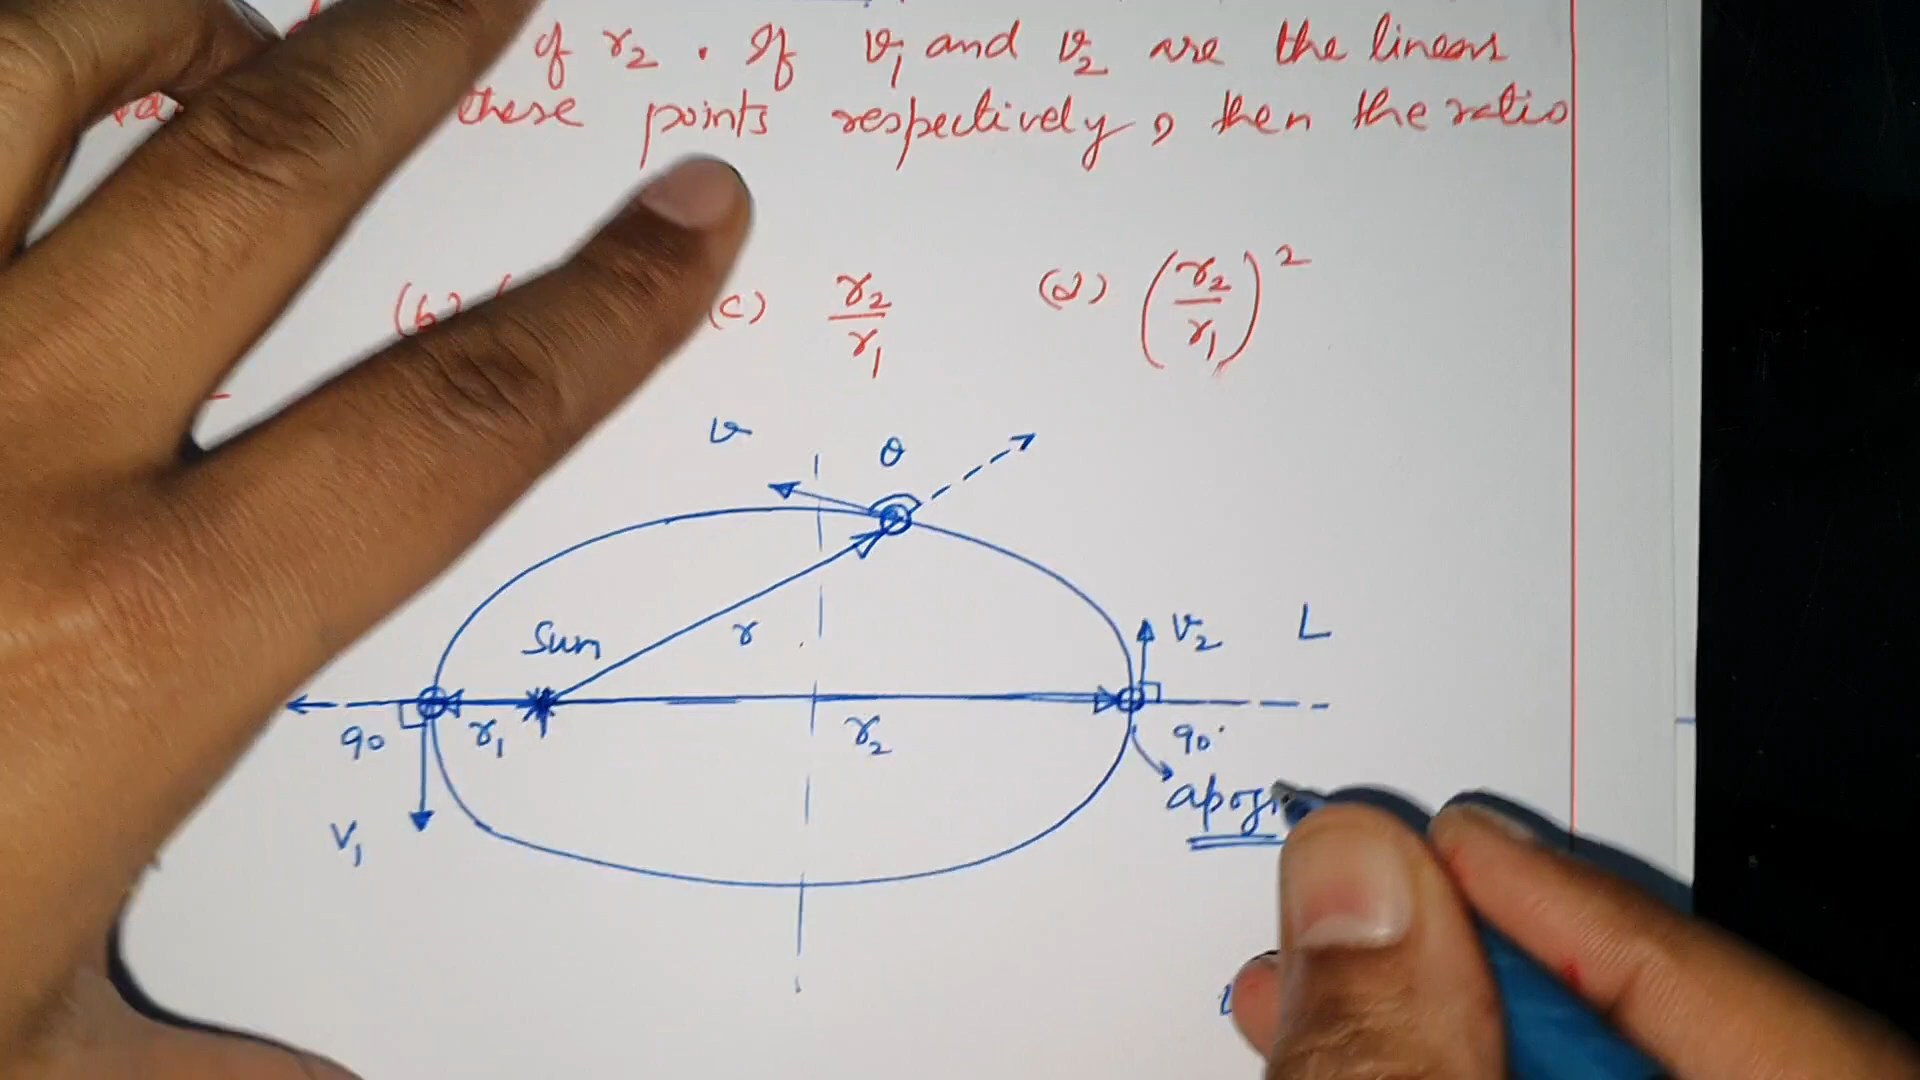 of r₂ . If v₁ and v₂ are the linear
these points respectively, then the ratio
(b) (c) r₂/r₁ (d) (r₂/r₁)²
v θ
Sun r v₂ L
90 r₁ r₂ 90°
v₁